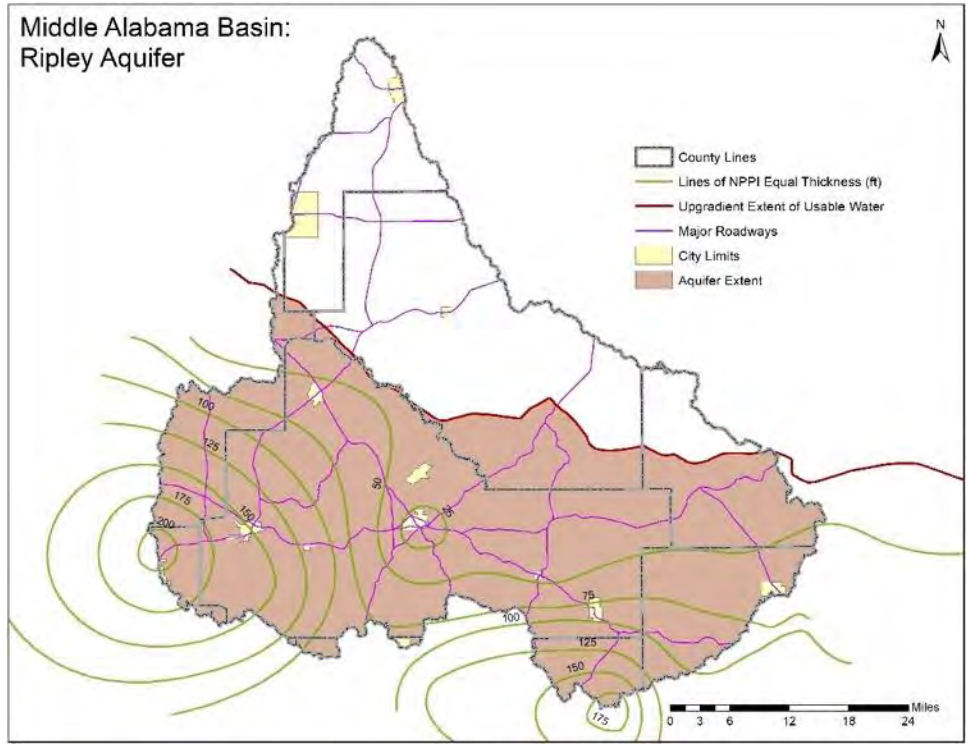 Middle Alabama Basin:
Ripley Aquifer
N
County Lines
Lines of NPPI Equal Thickness (ft)
Upgradient Extent of Usable Water
Major Roadways
City Limits
Aquifer Extent
100
125
175
150
200
50
25
75
100
125
150
175
Miles
0 3 6 12 18 24